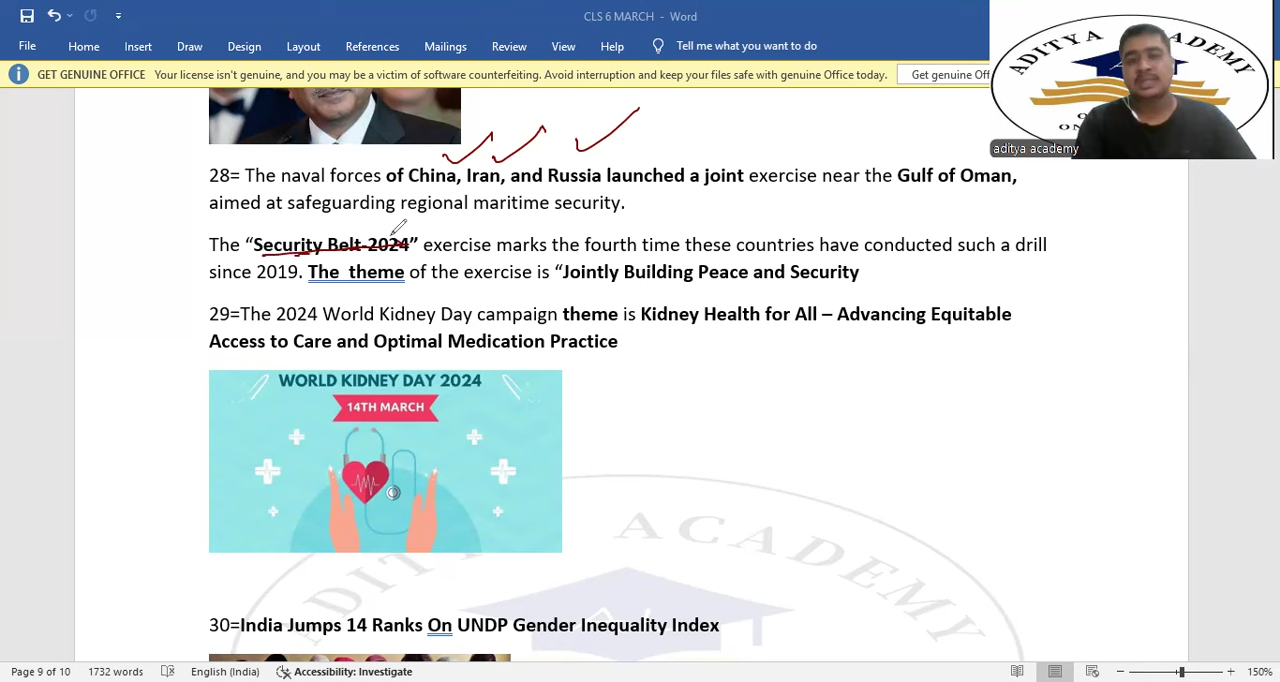 CLS 6 MARCH - Word
File Home Insert Draw Design Layout References Mailings Review View Help Tell me what you want to do
GET GENUINE OFFICE Your license isn't genuine, and you may be a victim of software counterfeiting. Avoid interruption and keep your files safe with genuine Office today. Get genuine Off
ADITYA ACADEMY
aditya academy
28= The naval forces of China, Iran, and Russia launched a joint exercise near the Gulf of Oman,
aimed at safeguarding regional maritime security.
The “Security Belt-2024” exercise marks the fourth time these countries have conducted such a drill
since 2019. The theme of the exercise is “Jointly Building Peace and Security
29=The 2024 World Kidney Day campaign theme is Kidney Health for All – Advancing Equitable
Access to Care and Optimal Medication Practice
WORLD KIDNEY DAY 2024
14TH MARCH
ADITYA ACADEMY
30=India Jumps 14 Ranks On UNDP Gender Inequality Index
Page 9 of 10 1732 words English (India) Accessibility: Investigate 150%